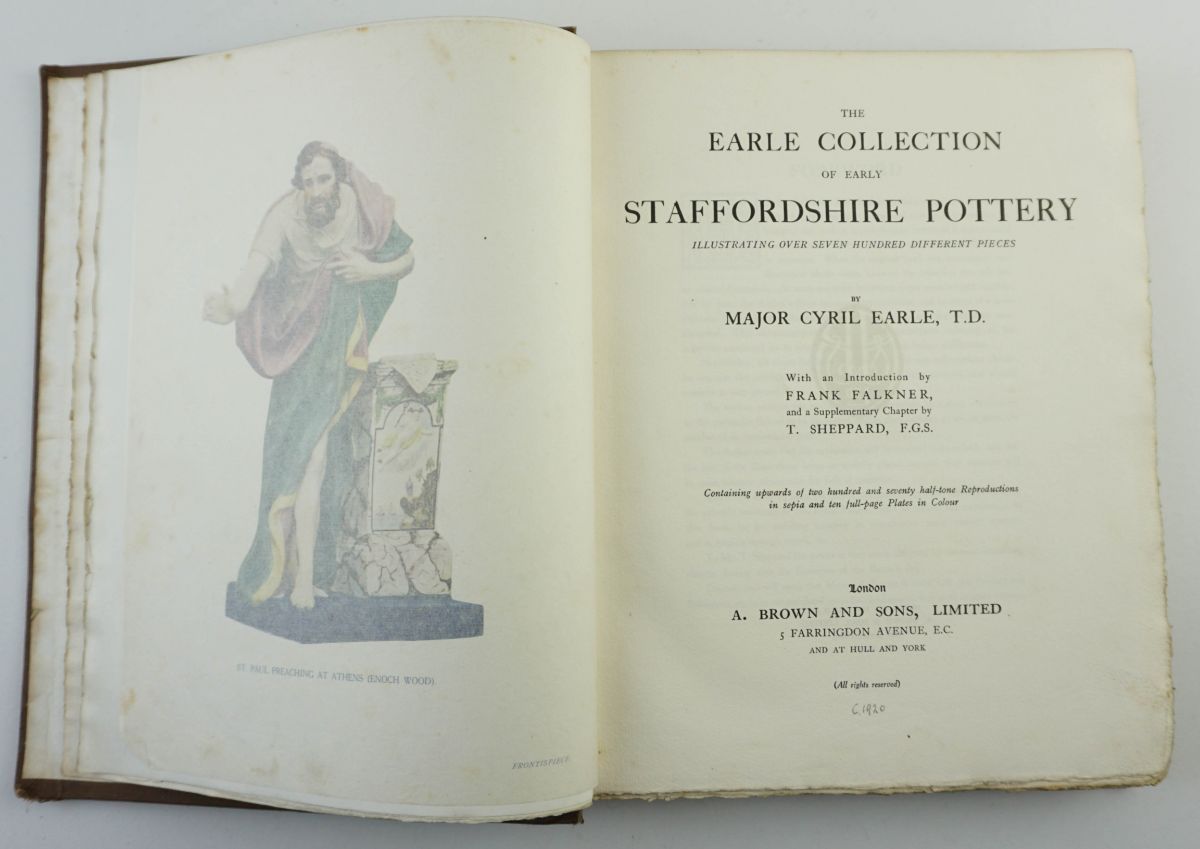 ST. PAUL PREACHING AT ATHENS (ENOCH WOOD).
FRONTISPIECE.
THE
EARLE COLLECTION
OF EARLY
STAFFORDSHIRE POTTERY
ILLUSTRATING OVER SEVEN HUNDRED DIFFERENT PIECES
BY
MAJOR CYRIL EARLE, T.D.
With an Introduction by
FRANK FALKNER,
and a Supplementary Chapter by
T. SHEPPARD, F.G.S.
Containing upwards of two hundred and seventy half-tone Reproductions
in sepia and ten full-page Plates in Colour
London
A. BROWN AND SONS, LIMITED
5 FARRINGDON AVENUE, E.C.
AND AT HULL AND YORK
(All rights reserved)
C.1920